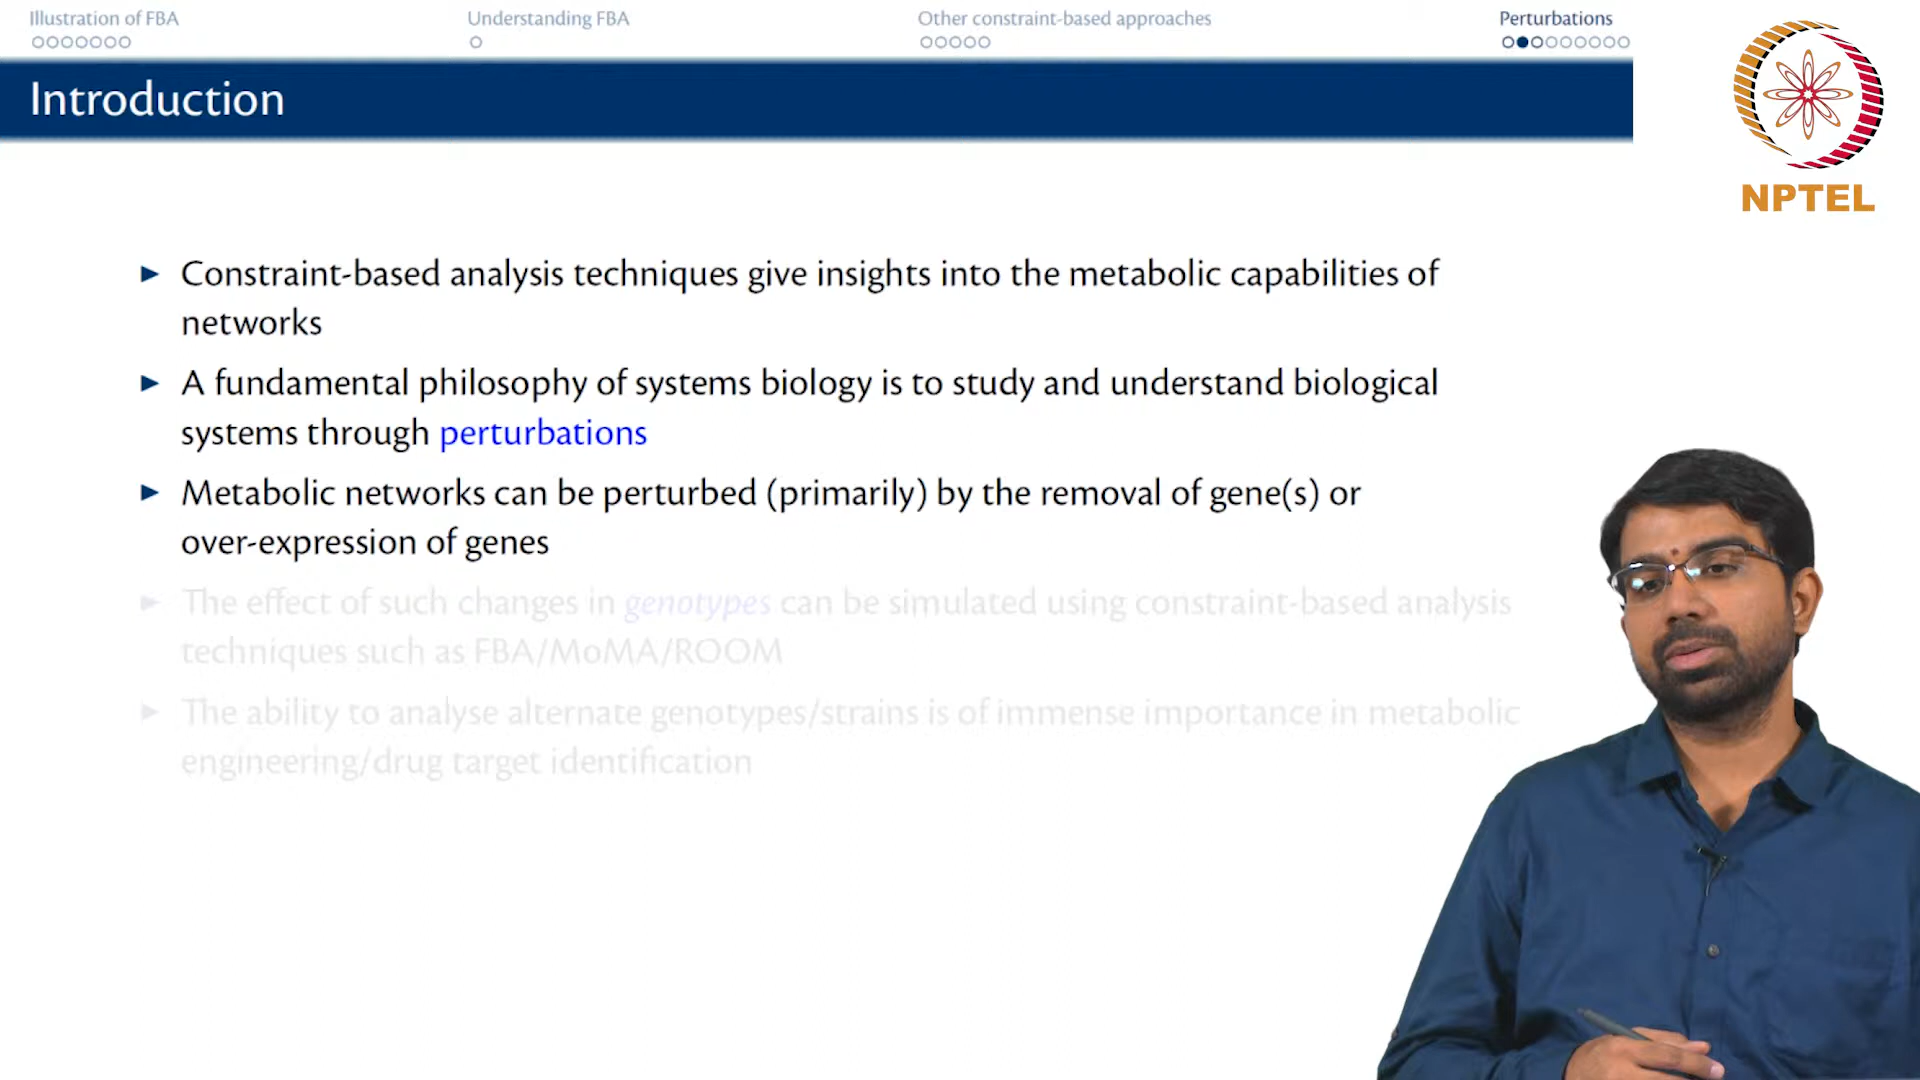 Illustration of FBA
Understanding FBA
Other constraint-based approaches
Perturbations
Introduction
NPTEL
Constraint-based analysis techniques give insights into the metabolic capabilities of
networks
A fundamental philosophy of systems biology is to study and understand biological
systems through perturbations
Metabolic networks can be perturbed (primarily) by the removal of gene(s) or
over-expression of genes
The effect of such changes in genotypes can be simulated using constraint-based analysis
techniques such as FBA/MoMA/ROOM
The ability to analyse alternate genotypes/strains is of immense importance in metabolic
engineering/drug target identification